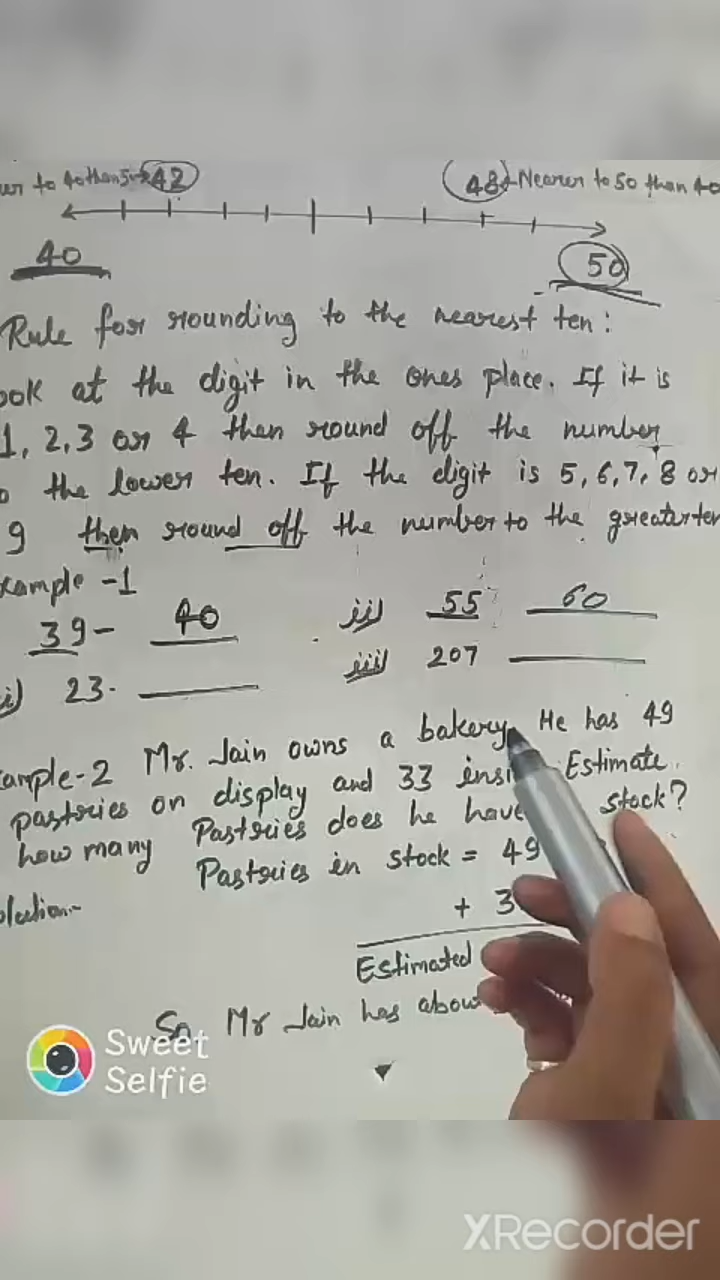 to 40 than 50 42
48 Nearer to 50 than 40
40
50
Rule for rounding to the nearest ten:
at the digit in the ones place. If it is
1, 2, 3 or 4 then round off the number
the lower ten. If the digit is 5, 6, 7, 8 or
9 then round off the number to the greater ten
-1
39- 40
ii) 55 60
23.
iii) 207
-2 Mr. Jain owns a bakery. He has 49
pastries on display and 33 Estimate
how many Pastries does he have stock?
Pastries in stock = 49
+ 3
Estimated
So Mr Jain has
Sweet
Selfie
XRecorder